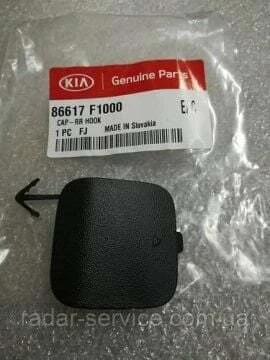 KIA Genuine Parts
86617 F1000
CAP-RR HOOK
1 PC FJ MADE IN Slovakia
radar-service.com.ua